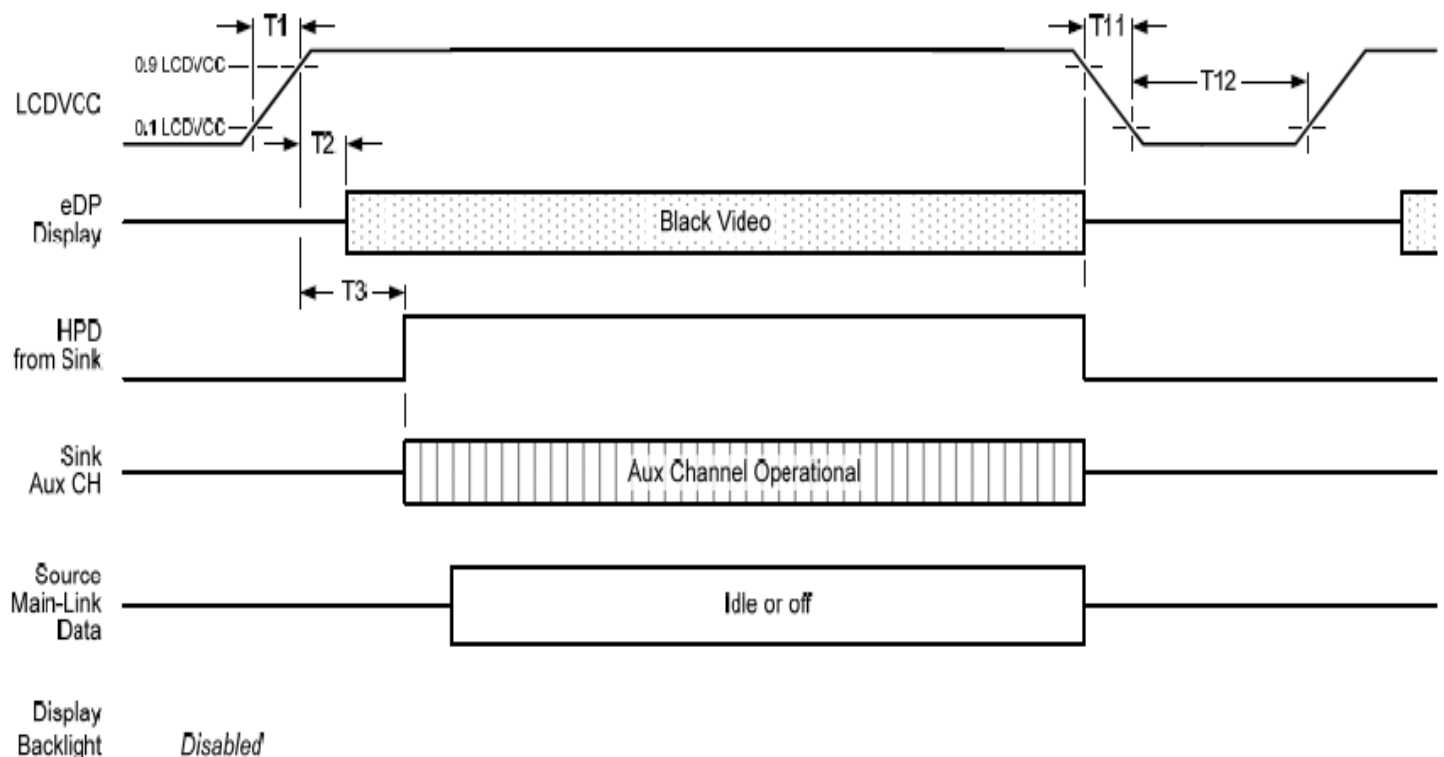 T1
T11
0.9 LCDVCC
LCDVCC
T12
0.1 LCDVCC
T2
eDP
Display
Black Video
T3
HPD
from Sink
Sink
Aux CH
Aux Channel Operational
Source
Main-Link
Data
Idle or off
Display
Backlight
Disabled